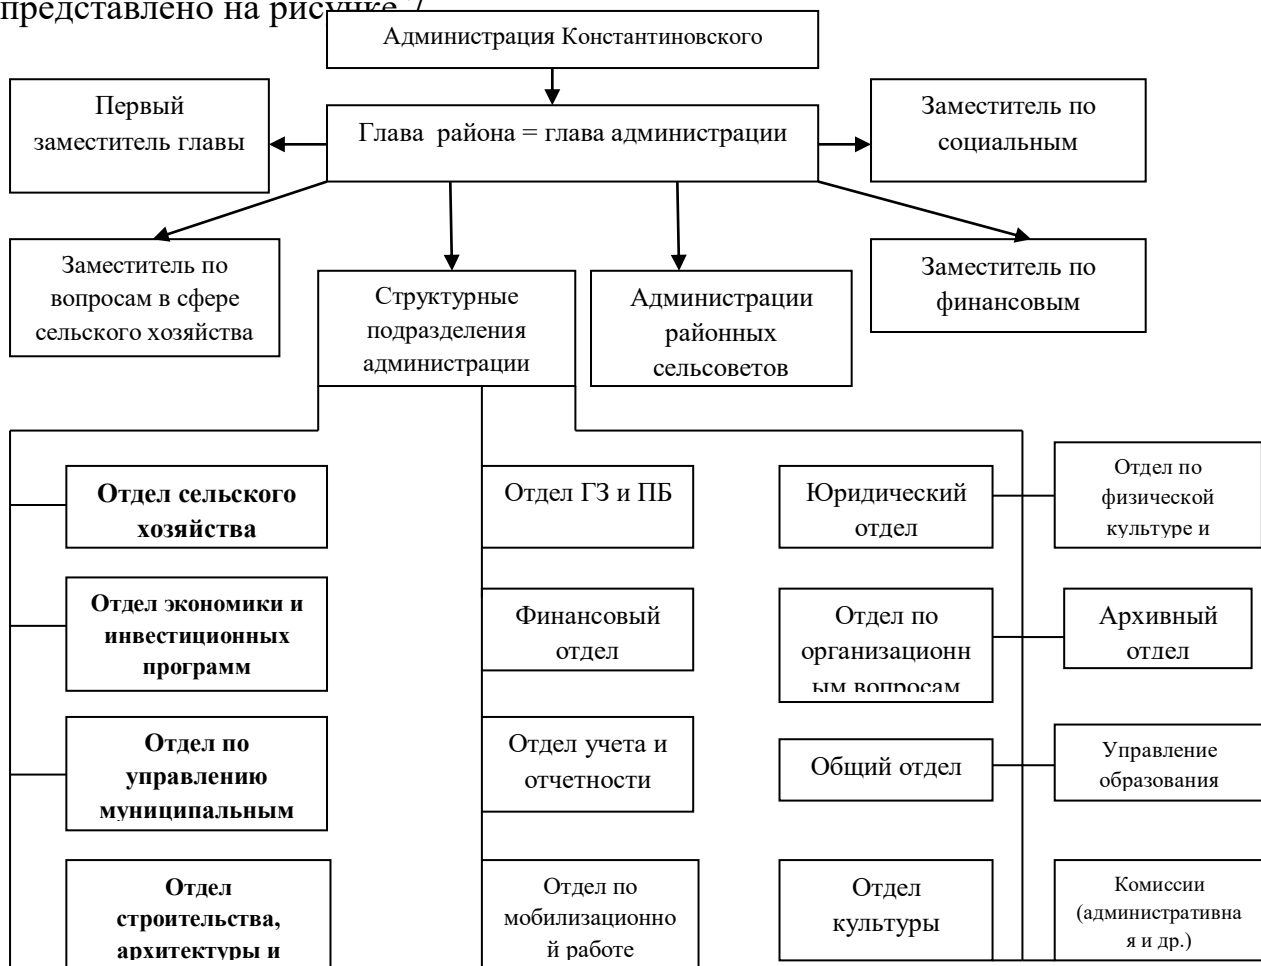 представлено на рисунке 7
Администрация Константиновского
Первый
заместитель главы
Глава района = глава администрации
Заместитель по
социальным
Заместитель по
вопросам в сфере
сельского хозяйства
Структурные
подразделения
администрации
Администрации
районных
сельсоветов
Заместитель по
финансовым
Отдел сельского
хозяйства
Отдел ГЗ и ПБ
Юридический
отдел
Отдел по
физической
культуре и
Отдел экономики и
инвестиционных
программ
Финансовый
отдел
Отдел по
организационн
ым вопросам
Архивный
отдел
Отдел по
управлению
муниципальным
Отдел учета и
отчетности
Общий отдел
Управление
образования
Отдел
строительства,
архитектуры и
Отдел по
мобилизационно
й работе
Отдел
культуры
Комиссии
(административна
я и др.)